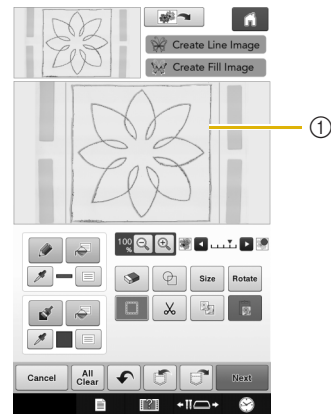 Create Line Image
Create Fill Image
①
100
%
Size
Rotate
Cancel
All
Clear
Next